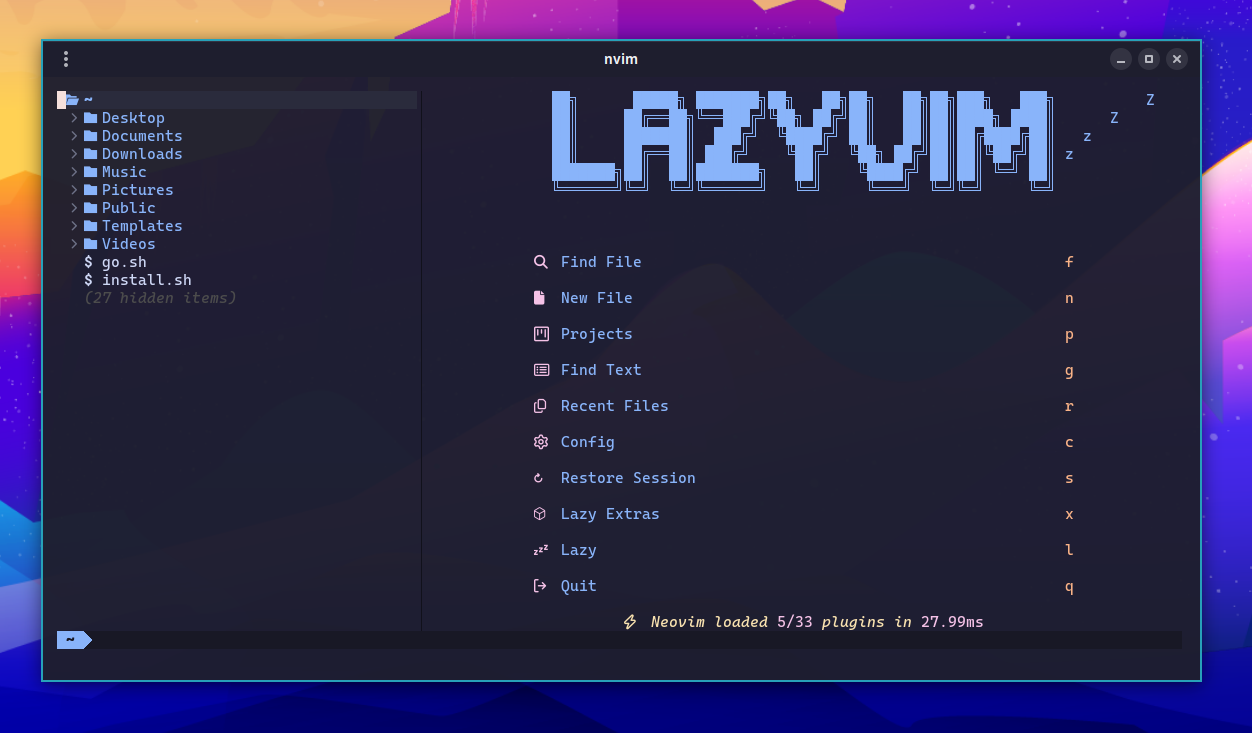 nvim
~
Desktop
Documents
Downloads
Music
Pictures
Public
Templates
Videos
$ go.sh
$ install.sh
(27 hidden items)
~
LAZYVIM Z
Z
z
z
Find File f
New File n
Projects p
Find Text g
Recent Files r
Config c
Restore Session s
Lazy Extras x
zzz Lazy l
Quit q
Neovim loaded 5/33 plugins in 27.99ms